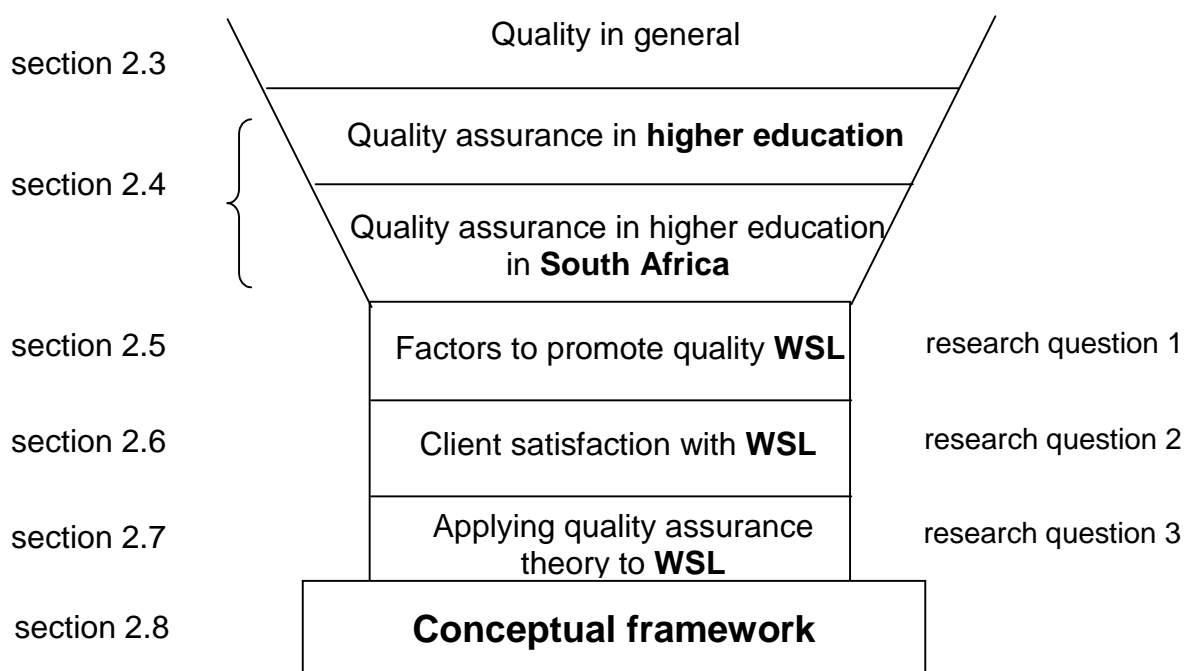 Quality in general
section 2.3
Quality assurance in higher education
section 2.4
Quality assurance in higher education
in South Africa
section 2.5
Factors to promote quality WSL
research question 1
section 2.6
Client satisfaction with WSL
research question 2
section 2.7
Applying quality assurance
theory to WSL
research question 3
section 2.8
Conceptual framework